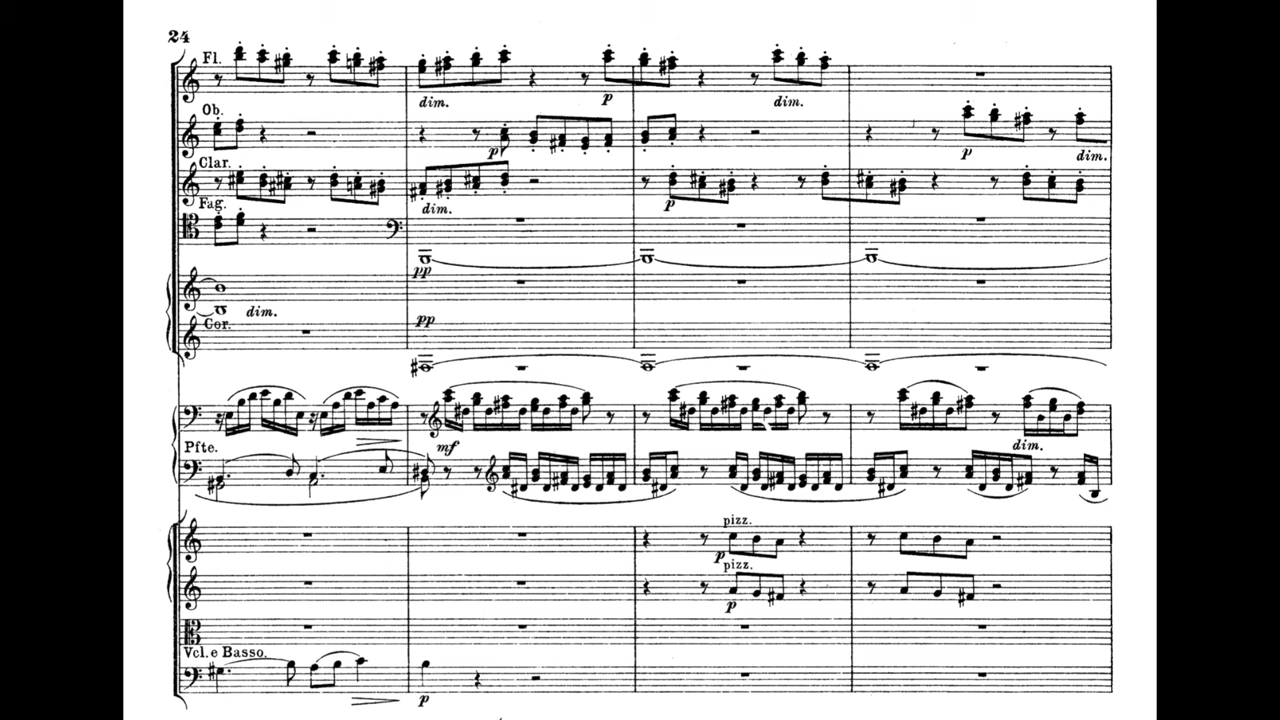 24
Fl.
dim.
p
dim.
Ob.
p
p
dim.
Clar.
dim.
p
Fag.
pp
dim.
Cor.
pp
Pfte.
mf
dim.
pizz.
p
pizz.
p
Vcl. e Basso.
p